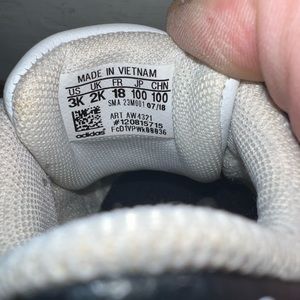 MADE IN VIETNAM
US UK FR JP CHN
3K 2K 18 100 100
SMA 23M001 07/18
ART AW4321
#120815715
adidas